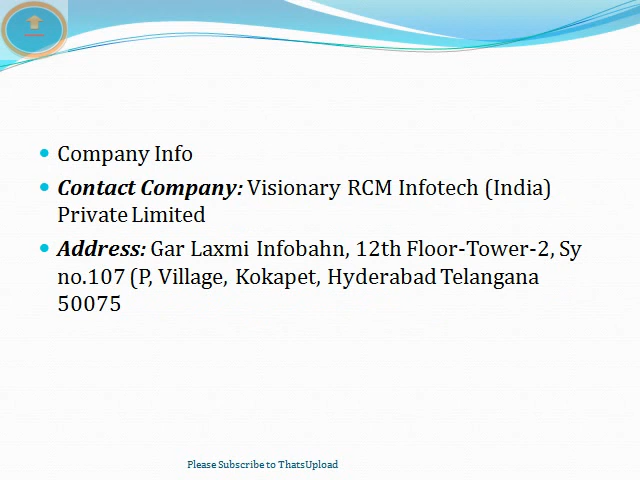 Company Info
Contact Company: Visionary RCM Infotech (India)
Private Limited
Address: Gar Laxmi Infobahn, 12th Floor-Tower-2, Sy
no.107 (P, Village, Kokapet, Hyderabad Telangana
50075
Please Subscribe to ThatsUpload